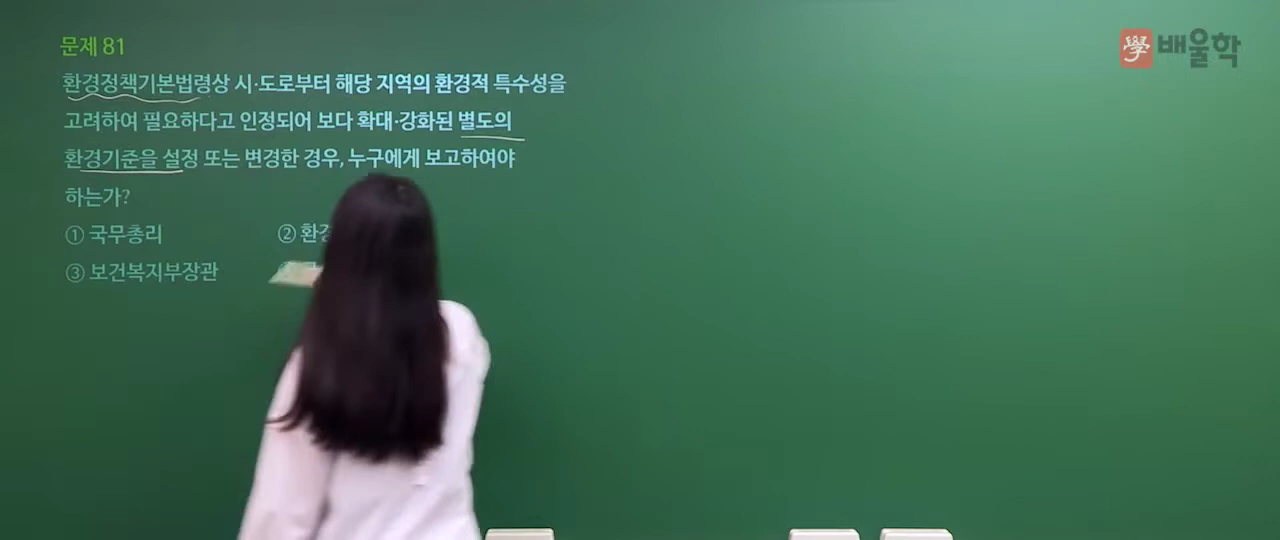 문제 81
學 배울학
환경정책기본법령상 시·도로부터 해당 지역의 환경적 특수성을
고려하여 필요하다고 인정되어 보다 확대·강화된 별도의
환경기준을 설정 또는 변경한 경우, 누구에게 보고하여야
하는가?
① 국무총리 ② 환경
③ 보건복지부장관